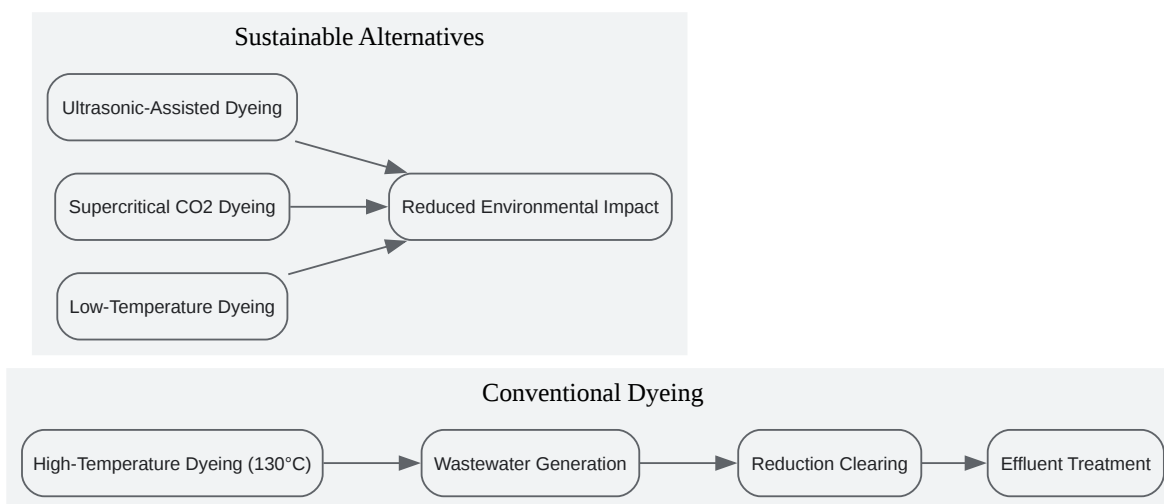 Sustainable Alternatives
Ultrasonic-Assisted Dyeing
Supercritical CO2 Dyeing
Reduced Environmental Impact
Low-Temperature Dyeing
Conventional Dyeing
High-Temperature Dyeing (130°C)
Wastewater Generation
Reduction Clearing
Effluent Treatment